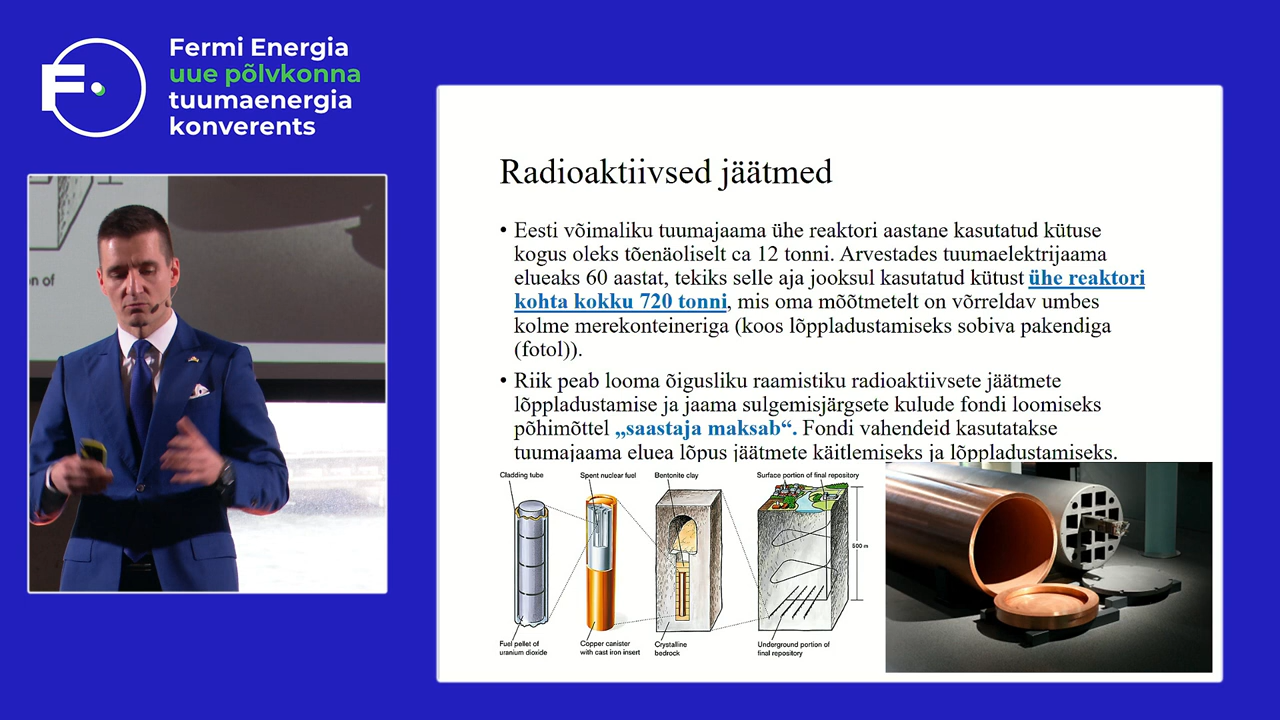 Fermi Energia
uue põlvkonna
tuumaenergia
konverents
n of
Radioaktiivsed jäätmed
• Eesti võimaliku tuumajaama ühe reaktori aastane kasutatud kütuse
kogus oleks tõenäoliselt ca 12 tonni. Arvestades tuumaelektrijaama
elueaks 60 aastat, tekiks selle aja jooksul kasutatud kütust ühe reaktori
kohta kokku 720 tonni, mis oma mõõtmetelt on võrreldav umbes
kolme merekonteineriga (koos lõppladustamiseks sobiva pakendiga
(fotol)).
• Riik peab looma õigusliku raamistiku radioaktiivsete jäätmete
lõppladustamise ja jaama sulgemisjärgsete kulude fondi loomiseks
põhimõttel „saastaja maksab“. Fondi vahendeid kasutatakse
tuumajaama eluea lõpus jäätmete käitlemiseks ja lõppladustamiseks.
Cladding tube
Spent nuclear fuel
Bentonite clay
Surface portion of final repository
500 m
Fuel pellet of
uranium dioxide
Copper canister
with cast iron insert
Crystalline
bedrock
Underground portion of
final repository